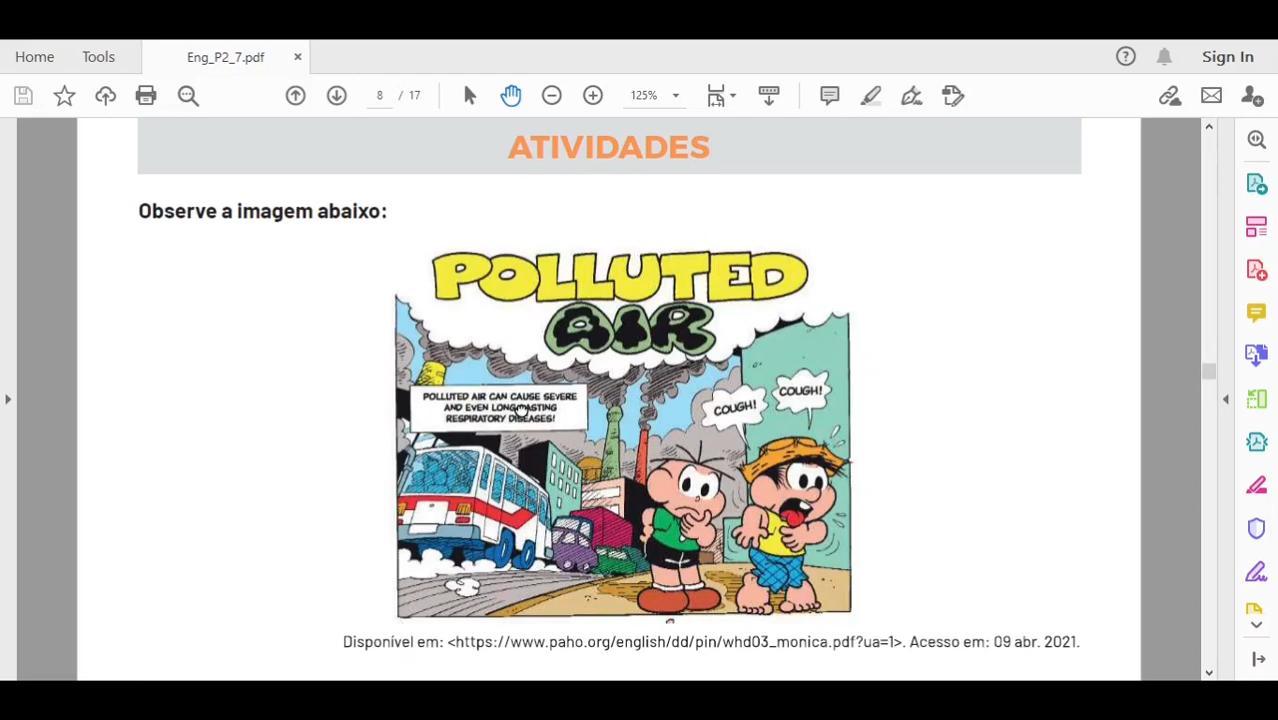 Home Tools Eng_P2_7.pdf × ? Sign In
8 / 17 125%
ATIVIDADES
Observe a imagem abaixo:
POLLUTED
AIR
POLLUTED AIR CAN CAUSE SEVERE
AND EVEN LONG-LASTING
RESPIRATORY DISEASES!
COUGH!
COUGH!
Disponível em: <https://www.paho.org/english/dd/pin/whd03_monica.pdf?ua=1>. Acesso em: 09 abr. 2021.